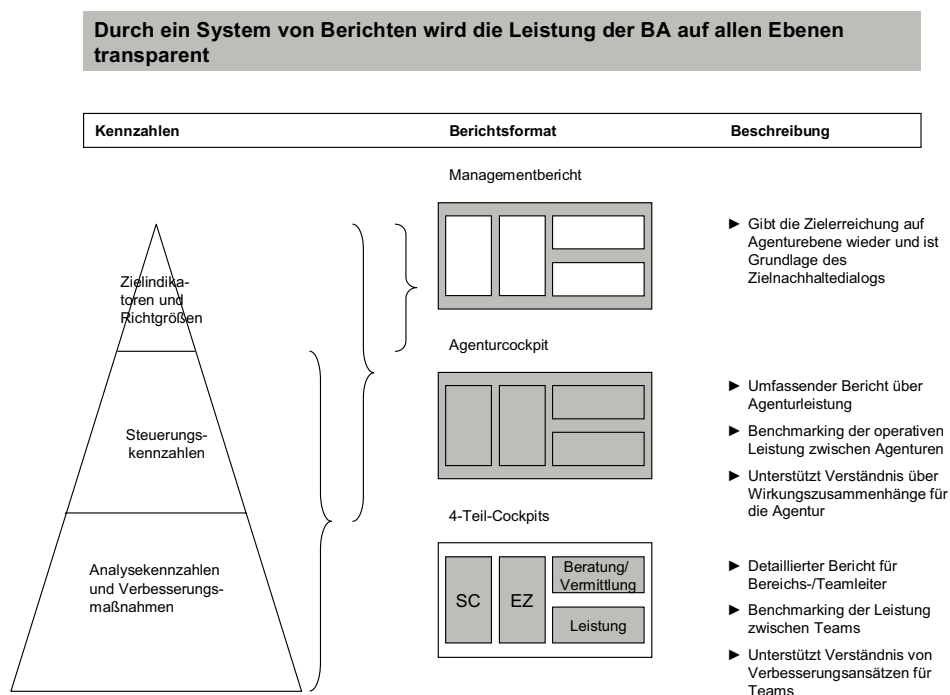 Durch ein System von Berichten wird die Leistung der BA auf allen Ebenen
transparent
Kennzahlen
Berichtsformat
Beschreibung
Zielindika-
toren und
Richtgrößen
Steuerungs-
kennzahlen
Analysekennzahlen
und Verbesserungs-
maßnahmen
Managementbericht
► Gibt die Zielerreichung auf
Agenturebene wieder und ist
Grundlage des
Zielnachhaltedialogs
Agenturcockpit
► Umfassender Bericht über
Agenturleistung
► Benchmarking der operativen
Leistung zwischen Agenturen
► Unterstützt Verständnis über
Wirkungszusammenhänge für
die Agentur
4-Teil-Cockpits
SC
EZ
Beratung/
Vermittlung
Leistung
► Detaillierter Bericht für
Bereichs-/Teamleiter
► Benchmarking der Leistung
zwischen Teams
► Unterstützt Verständnis von
Verbesserungsansätzen für
Teams